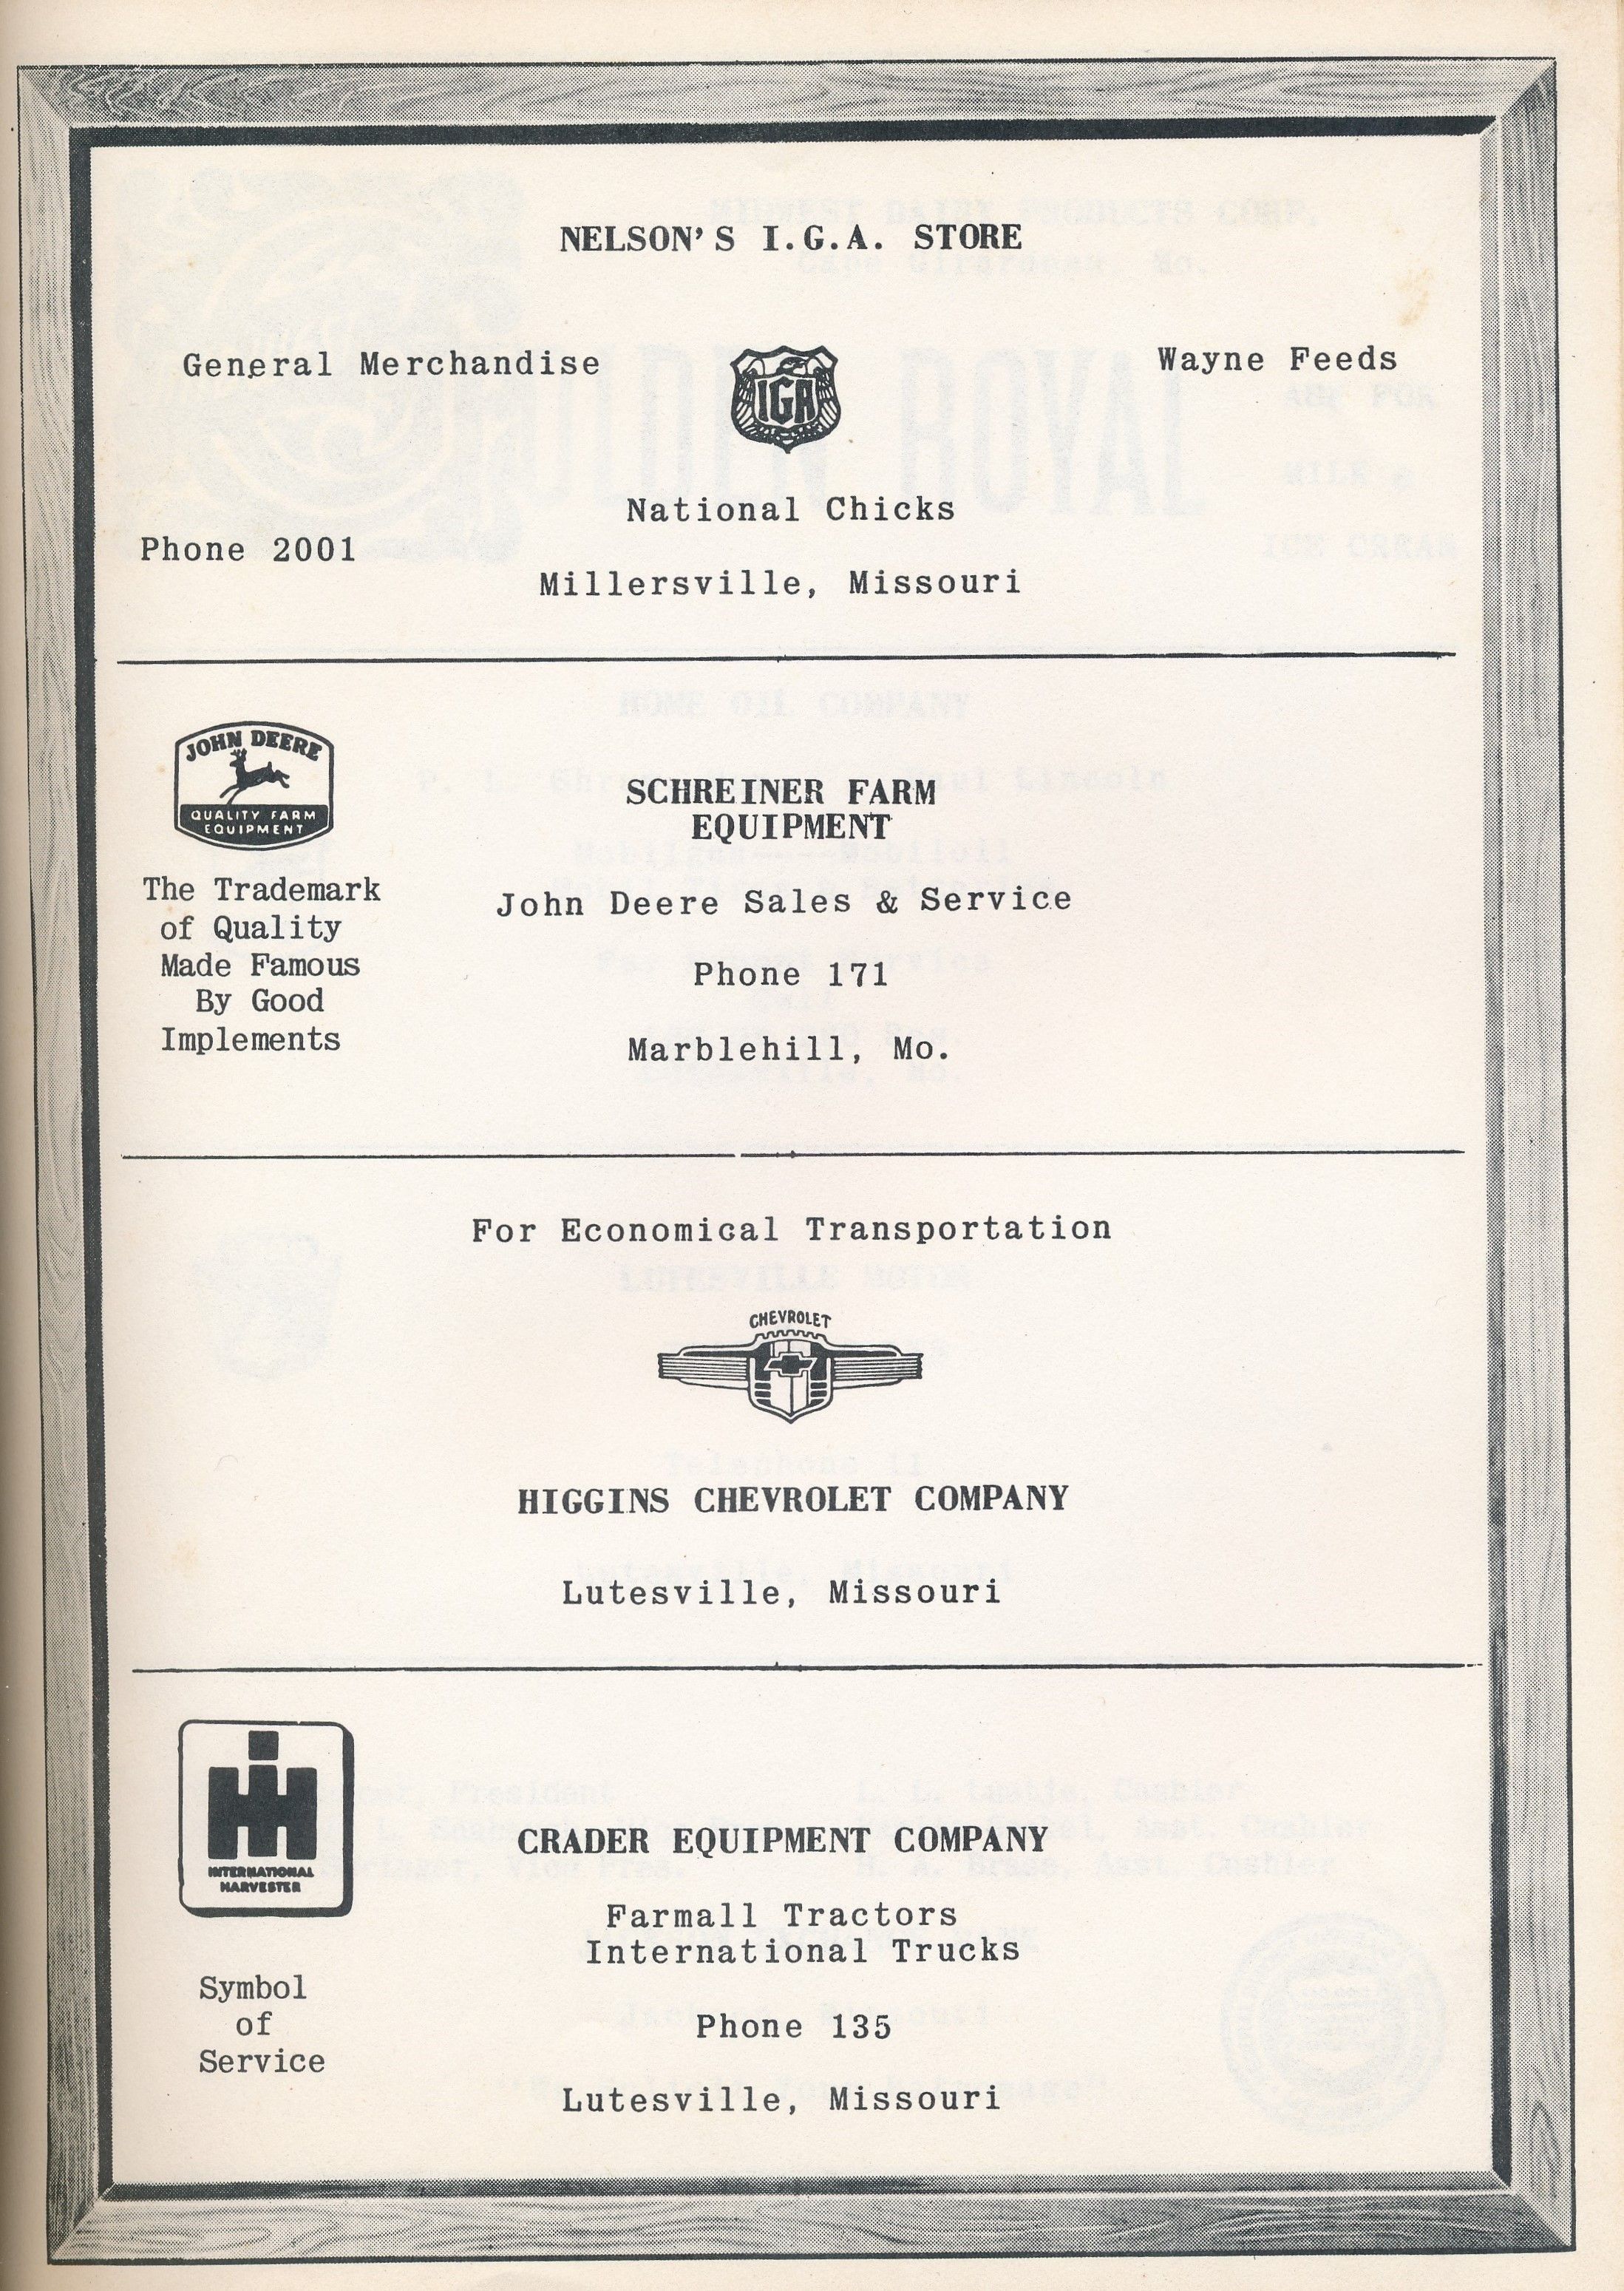 NELSON'S I.G.A. STORE
General Merchandise
IGA
Wayne Feeds
National Chicks
Phone 2001
Millersville, Missouri
JOHN DEERE
QUALITY FARM
EQUIPMENT
The Trademark
of Quality
Made Famous
By Good
Implements
SCHREINER FARM
EQUIPMENT
John Deere Sales & Service
Phone 171
Marblehill, Mo.
For Economical Transportation
CHEVROLET
HIGGINS CHEVROLET COMPANY
Lutesville, Missouri
IH
INTERNATIONAL
HARVESTER
Symbol
of
Service
CRADER EQUIPMENT COMPANY
Farmall Tractors
International Trucks
Phone 135
Lutesville, Missouri